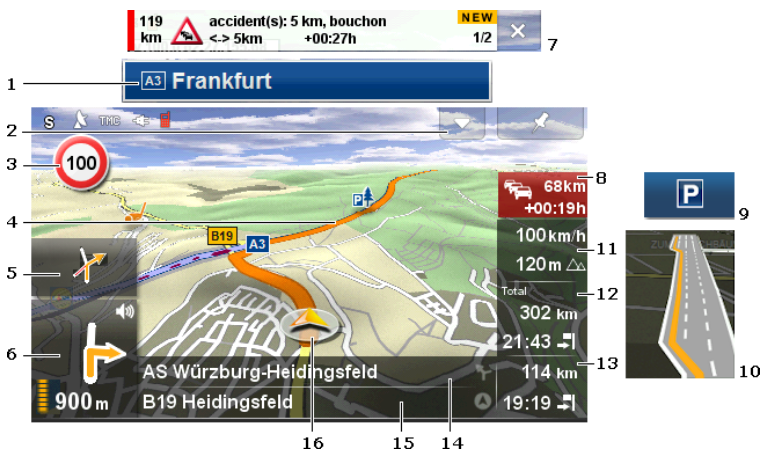 119 km accident(s): 5 km, bouchon NEW
<-> 5km +00:27h 1/2
7
1 A3 Frankfurt
2 S TMC
3 100
8 68km
+00:19h
P
P
9
4
B19 A3
100km/h 11
120m
5
Total 12
302 km
21:43
6
13
AS Würzburg-Heidingsfeld 114 km
10
900m B19 Heidingsfeld 19:19
16 15 14